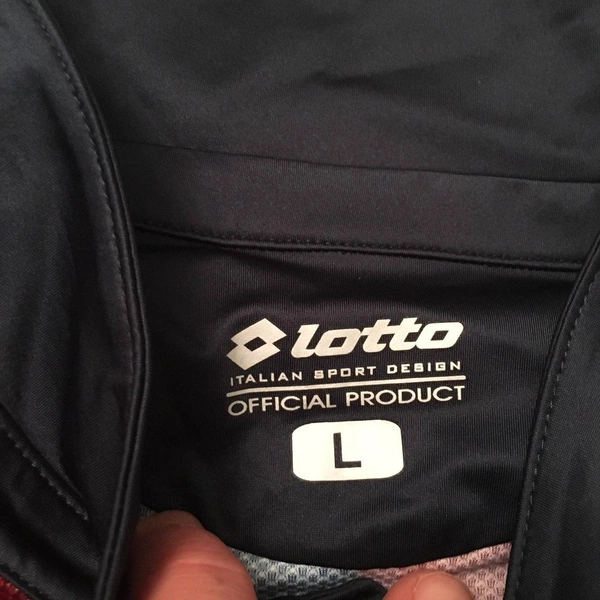 lotto
ITALIAN SPORT DESIGN
OFFICIAL PRODUCT
L